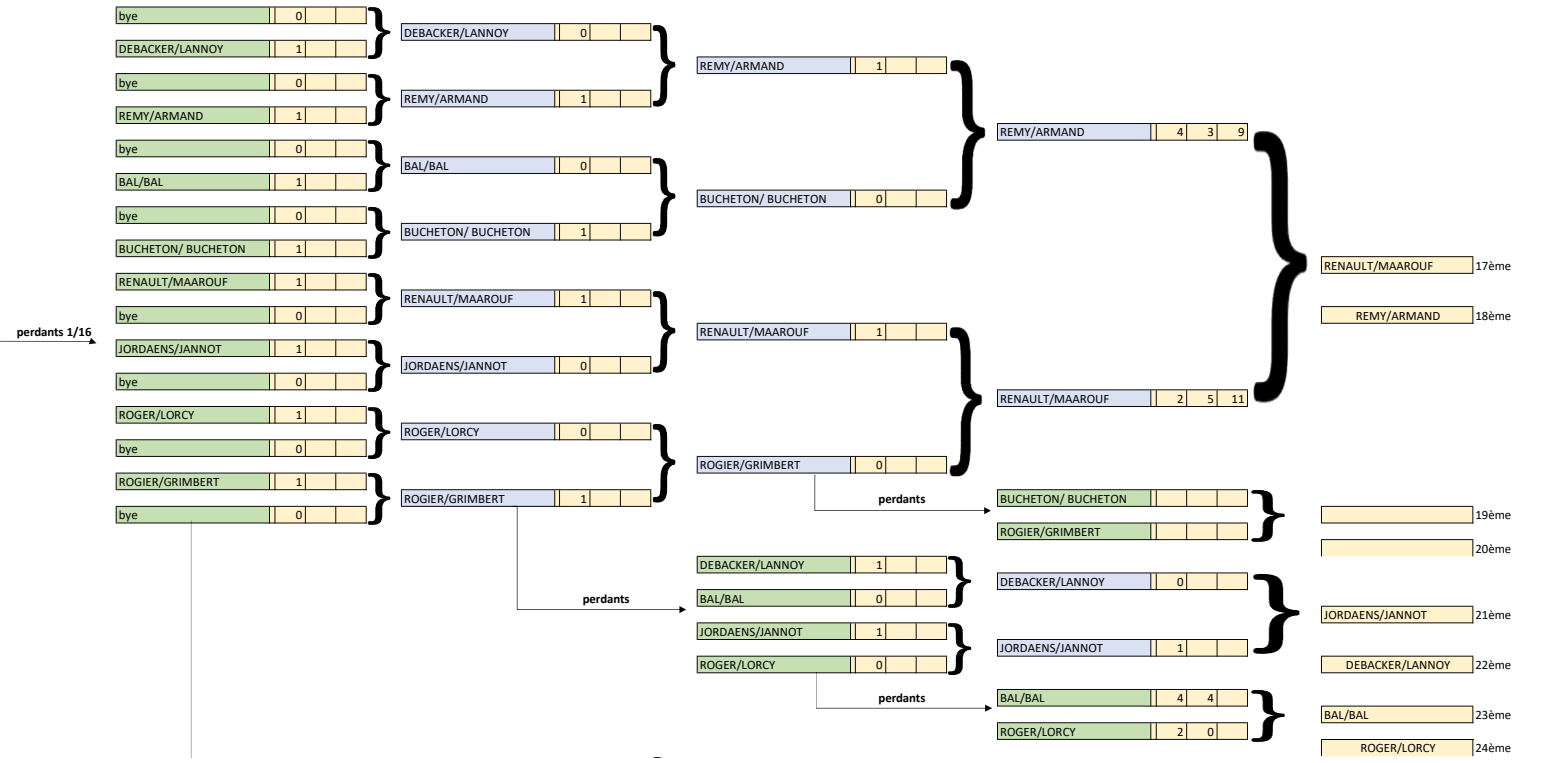 bye 0
DEBACKER/LANNOY 1
bye 0
REMY/ARMAND 1
bye 0
BAL/BAL 1
bye 0
BUCHETON/ BUCHETON 1
RENAULT/MAAROUF 1
bye 0
perdants 1/16
JORDAENS/JANNOT 1
bye 0
ROGER/LORCY 1
bye 0
ROGIER/GRIMBERT 1
bye 0
DEBACKER/LANNOY 0
REMY/ARMAND 1
BAL/BAL 0
BUCHETON/ BUCHETON 1
RENAULT/MAAROUF 1
JORDAENS/JANNOT 0
ROGER/LORCY 0
ROGIER/GRIMBERT 1
perdants
REMY/ARMAND 1
BUCHETON/ BUCHETON 0
RENAULT/MAAROUF 1
ROGIER/GRIMBERT 0
perdants
DEBACKER/LANNOY 1
BAL/BAL 0
JORDAENS/JANNOT 1
ROGER/LORCY 0
perdants
REMY/ARMAND 4 3 9
RENAULT/MAAROUF 2 5 11
BUCHETON/ BUCHETON
ROGIER/GRIMBERT
DEBACKER/LANNOY 0
JORDAENS/JANNOT 1
BAL/BAL 4 4
ROGER/LORCY 2 0
RENAULT/MAAROUF 17ème
REMY/ARMAND 18ème
19ème
20ème
JORDAENS/JANNOT 21ème
DEBACKER/LANNOY 22ème
BAL/BAL 23ème
ROGER/LORCY 24ème